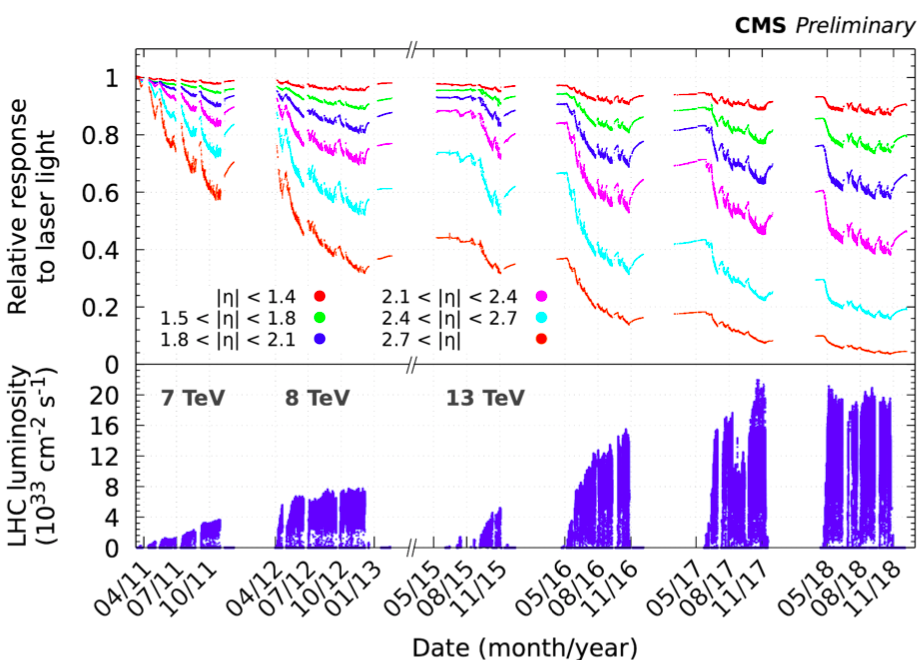 CMS Preliminary
Relative response
to laser light
1
0.8
0.6
0.4
0.2
0
|η| < 1.4
1.5 < |η| < 1.8
1.8 < |η| < 2.1
2.1 < |η| < 2.4
2.4 < |η| < 2.7
2.7 < |η|
LHC luminosity
(10³³ cm⁻² s⁻¹)
20
16
12
8
4
0
7 TeV 8 TeV 13 TeV
04/11 07/11 10/11 04/12 07/12 10/12 01/13 05/15 08/15 11/15 05/16 08/16 11/16 05/17 08/17 11/17 05/18 08/18 11/18
Date (month/year)